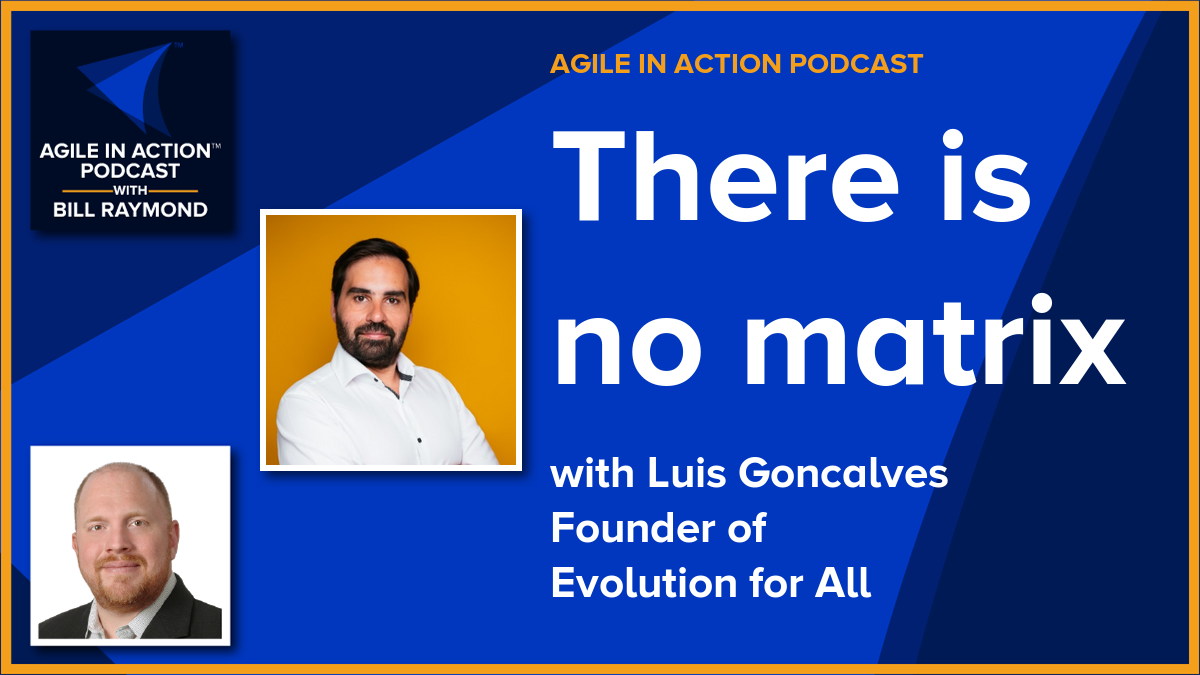 TM
AGILE IN ACTION™
PODCAST
WITH
BILL RAYMOND
AGILE IN ACTION PODCAST
There is
no matrix
with Luis Goncalves
Founder of
Evolution for All